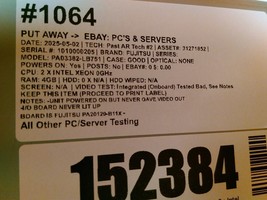 #1064
PUT AWAY -> EBAY: PC'S & SERVERS
DATE: 2025-05-02 | TECH: Past AR Tech #2 | ASSET#: 31271852 |
SERIAL #: 1010000205 | BRAND: FUJITSU | SERIES:
MODEL: PA03382-LB751 | CASE: GOOD | OPTICAL: NONE
POWERS ON: Yes | POSTS: No | EBAY#: 0 | 0.00
CPU: 2 X INTEL XEON 0GHz
RAM: 4GB | HDD: 0 X N/A | HDD WIPED: N/A
SCREEN: N/A | VIDEO TEST: Integrated (Onboard) Tested Bad, See Notes
KEEP THIS PART (PROCEED TO PRINT LABEL)
NOTES: -UNIT POWERED ON BUT NEVER GAVE VIDEO OUT
4/D BOARD NEVER LIT UP
BOARD IS FUJITSU
All Other PC/Server Testing
152384